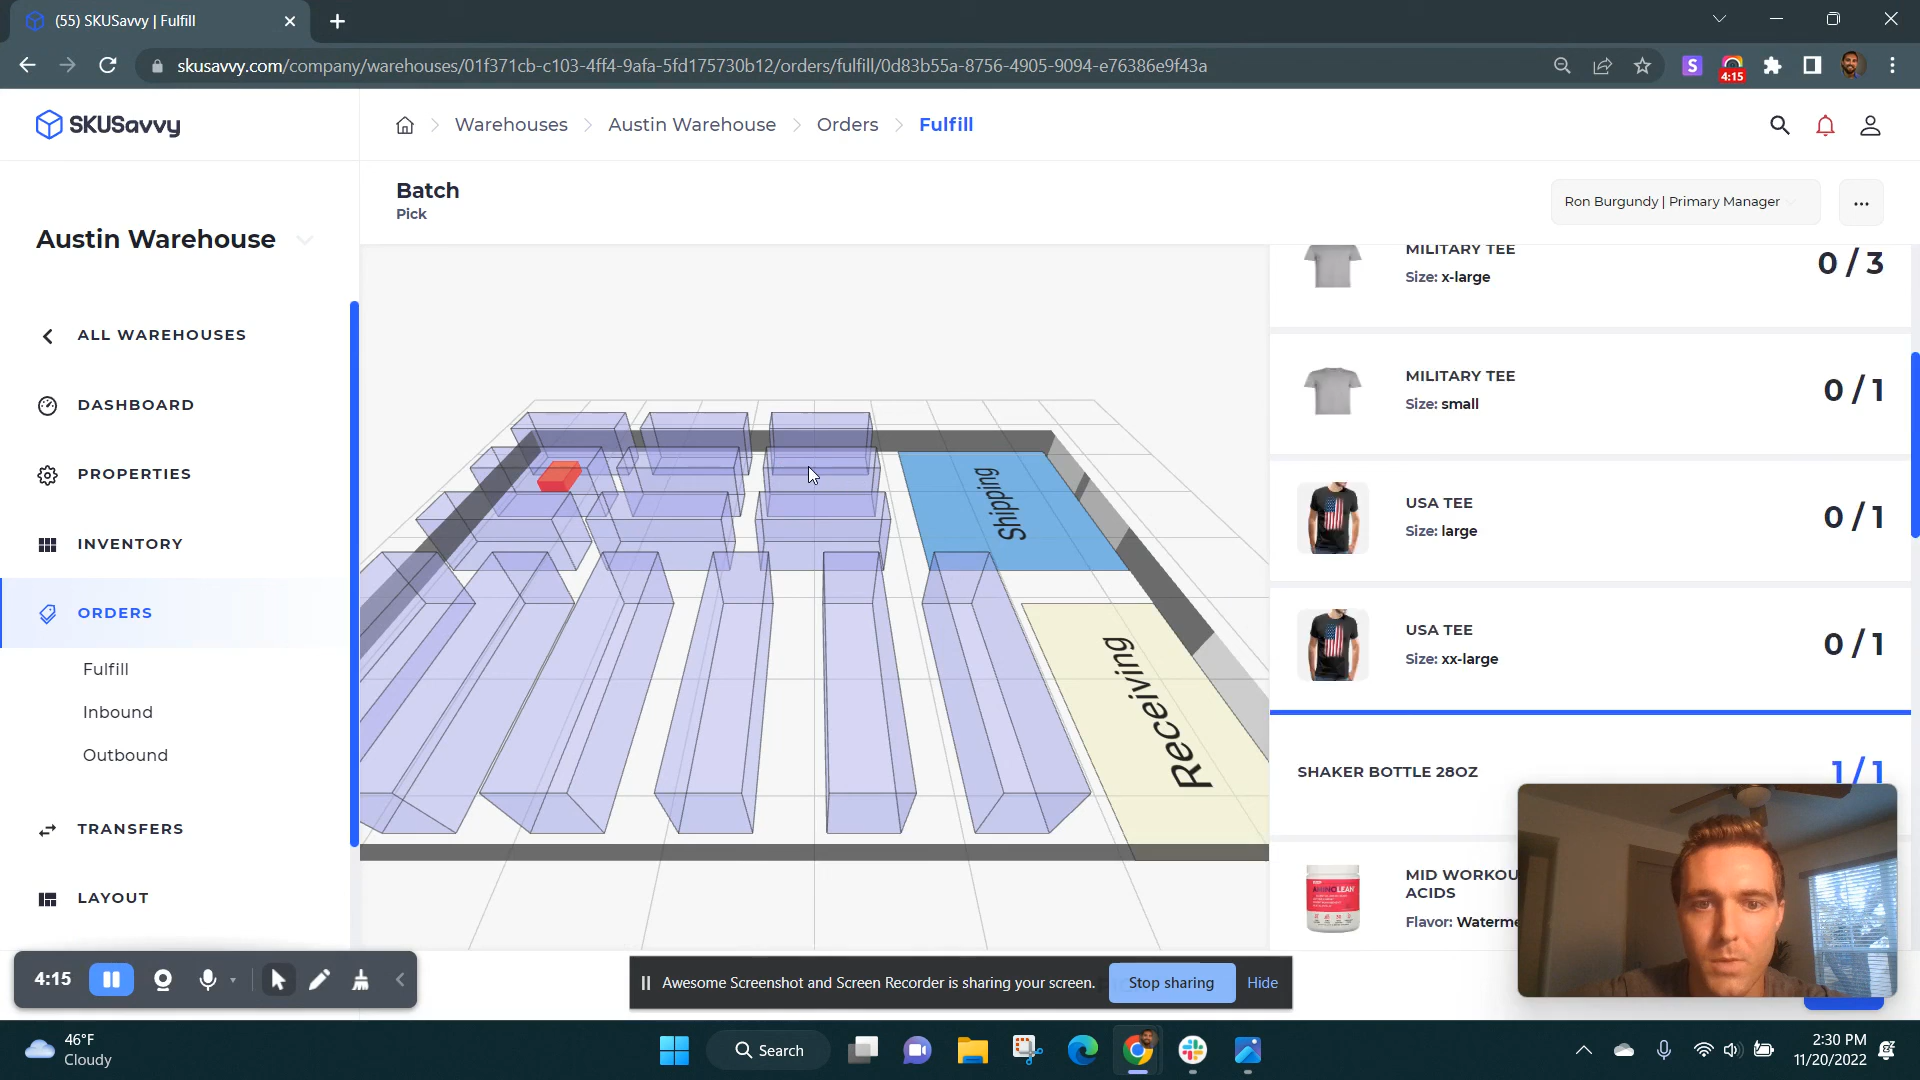 (55) SKUSavvy | Fulfill
skusavvy.com/company/warehouses/01f371cb-c103-4ff4-9afa-5fd175730b12/orders/fulfill/0d83b55a-8756-4905-9094-e76386e9f43a
S
4:15
SKUSavvy
Warehouses
Austin Warehouse
Orders
Fulfill
Batch
Pick
Ron Burgundy | Primary Manager
...
Austin Warehouse
ALL WAREHOUSES
DASHBOARD
PROPERTIES
INVENTORY
ORDERS
Fulfill
Inbound
Outbound
TRANSFERS
LAYOUT
Shipping
Receiving
MILITARY TEE
Size: x-large
0 / 3
MILITARY TEE
Size: small
0 / 1
USA TEE
Size: large
0 / 1
USA TEE
Size: xx-large
0 / 1
SHAKER BOTTLE 28OZ
1 / 1
AMINOLEAN
MID WORKOU
ACIDS
Flavor: Waterme
4:15
Awesome Screenshot and Screen Recorder is sharing your screen.
Stop sharing
Hide
46°F
Cloudy
Search
2:30 PM
11/20/2022